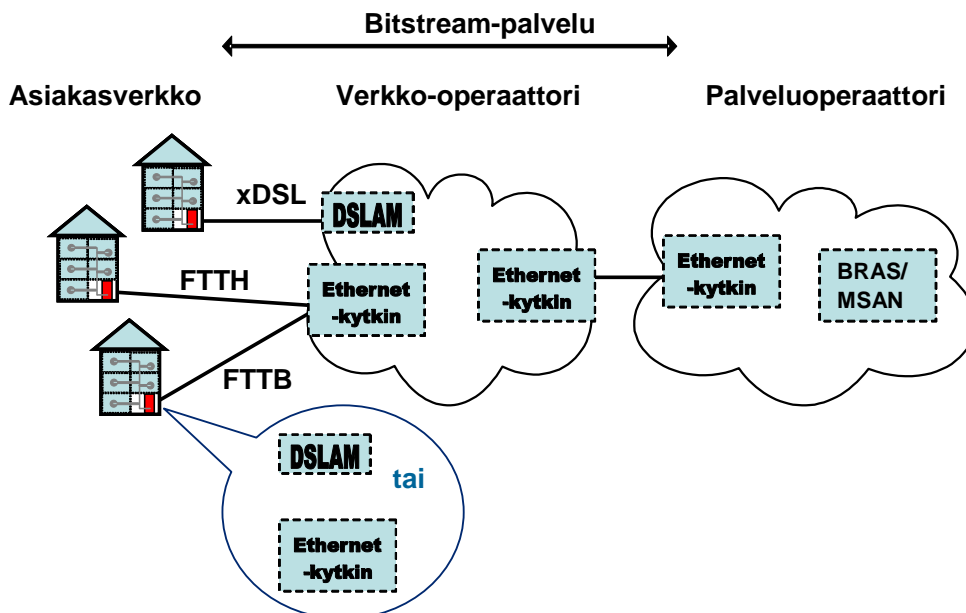 Bitstream-palvelu
Asiakasverkko
Verkko-operaattori
Palveluoperaattori
xDSL
DSLAM
FTTH
Ethernet
-kytkin
Ethernet
-kytkin
Ethernet
-kytkin
BRAS/
MSAN
FTTB
DSLAM
tai
Ethernet
-kytkin